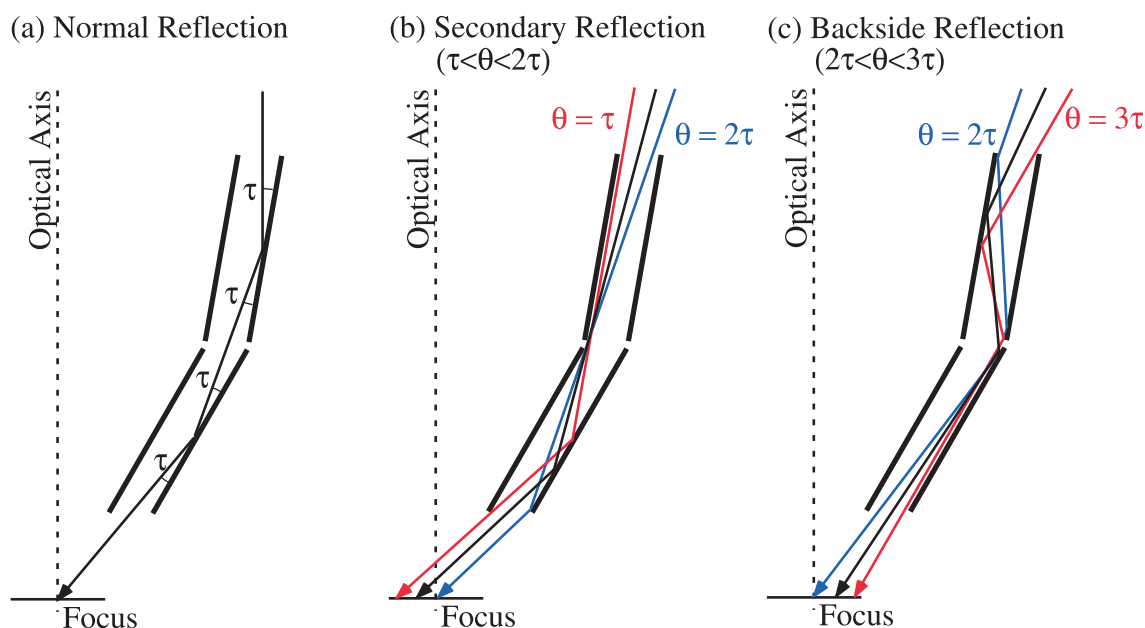 (a) Normal Reflection
Optical Axis
τ
τ
τ
τ
Focus
(b) Secondary Reflection
(τ<θ<2τ)
Optical Axis
θ = τ
θ = 2τ
Focus
(c) Backside Reflection
(2τ<θ<3τ)
Optical Axis
θ = 2τ
θ = 3τ
Focus